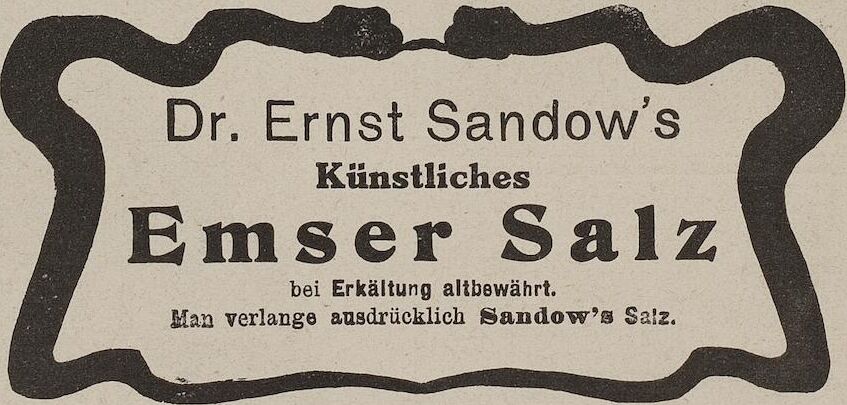 Dr. Ernst Sandow's
Künstliches
Emser Salz
bei Erkältung altbewährt.
Man verlange ausdrücklich Sandow's Salz.